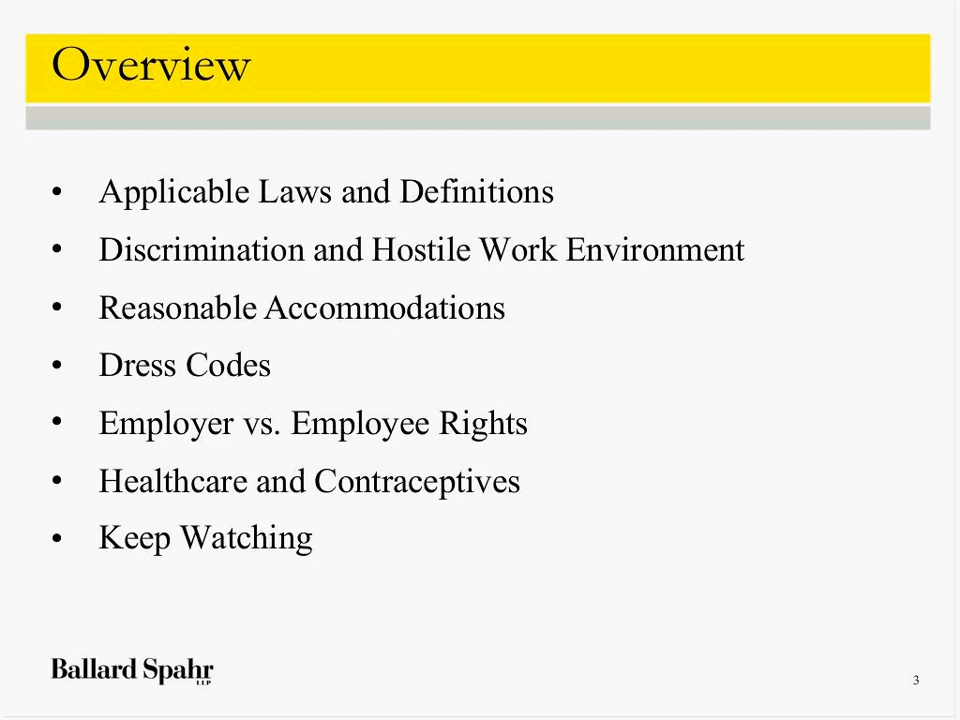 Overview
• Applicable Laws and Definitions
• Discrimination and Hostile Work Environment
• Reasonable Accommodations
• Dress Codes
• Employer vs. Employee Rights
• Healthcare and Contraceptives
• Keep Watching
Ballard Spahr
LLP
3